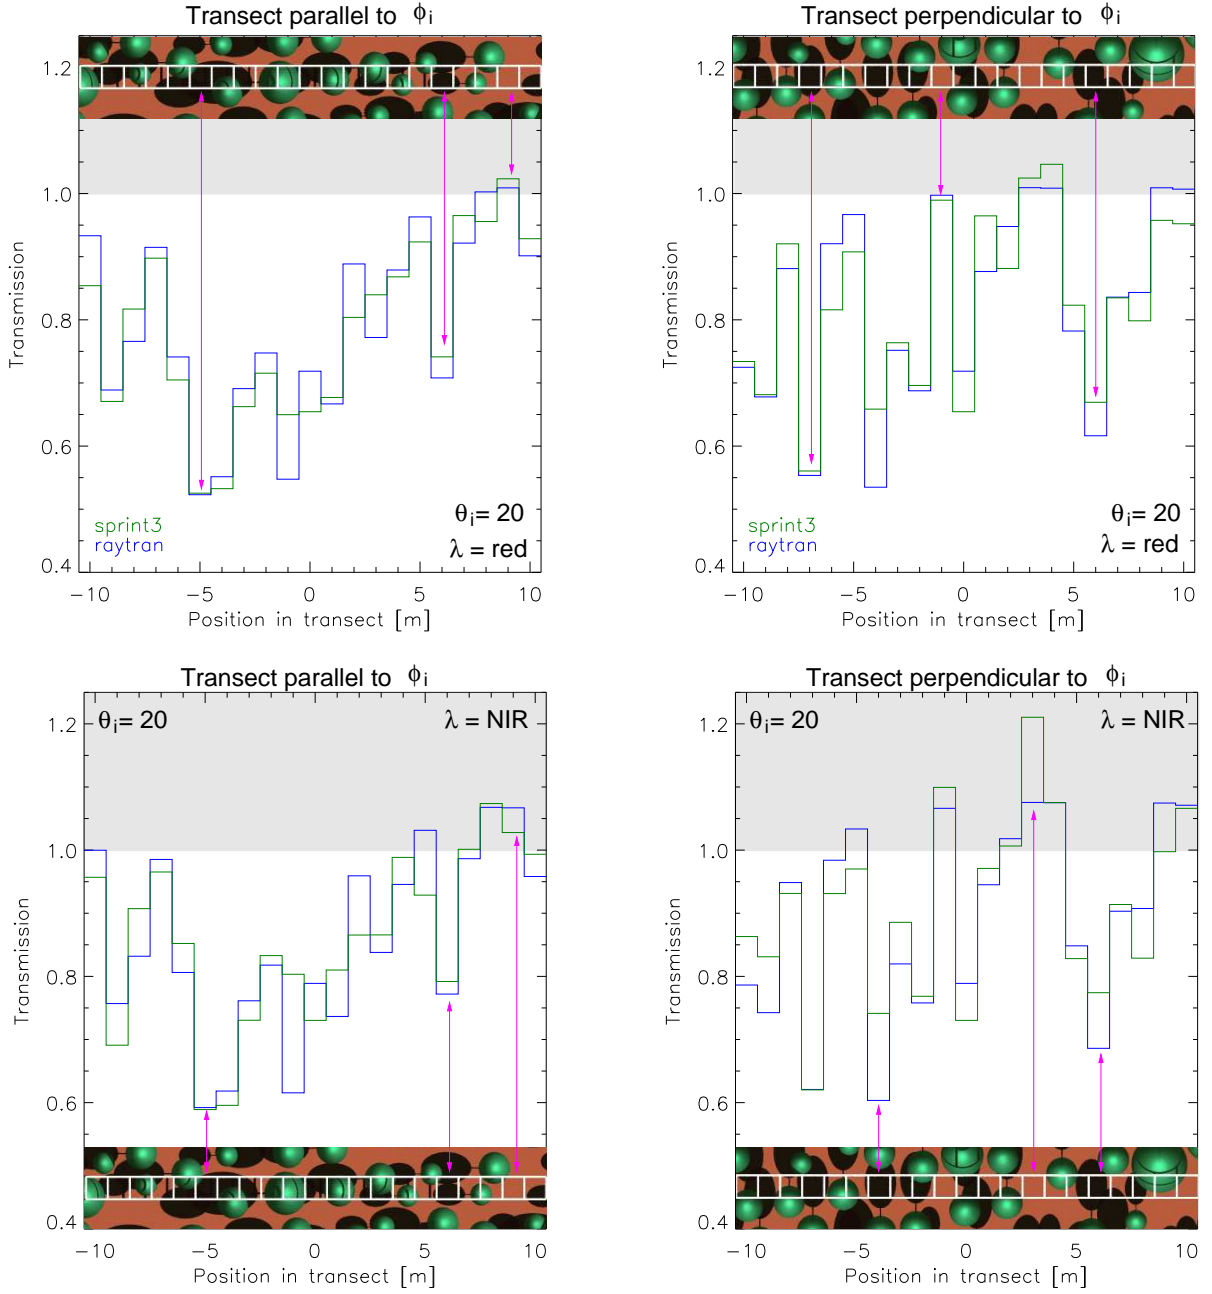 Transect parallel to ϕi
1.2
1.0
0.8
0.6
0.4
Transmission
sprint3
raytran
θi= 20
λ = red
−10 −5 0 5 10
Position in transect [m]
Transect perpendicular to ϕi
1.2
1.0
0.8
0.6
0.4
Transmission
sprint3
raytran
θi= 20
λ = red
−10 −5 0 5 10
Position in transect [m]
Transect parallel to ϕi
θi= 20 λ = NIR
1.2
1.0
0.8
0.6
0.4
Transmission
−10 −5 0 5 10
Position in transect [m]
Transect perpendicular to ϕi
θi= 20 λ = NIR
1.2
1.0
0.8
0.6
0.4
Transmission
−10 −5 0 5 10
Position in transect [m]